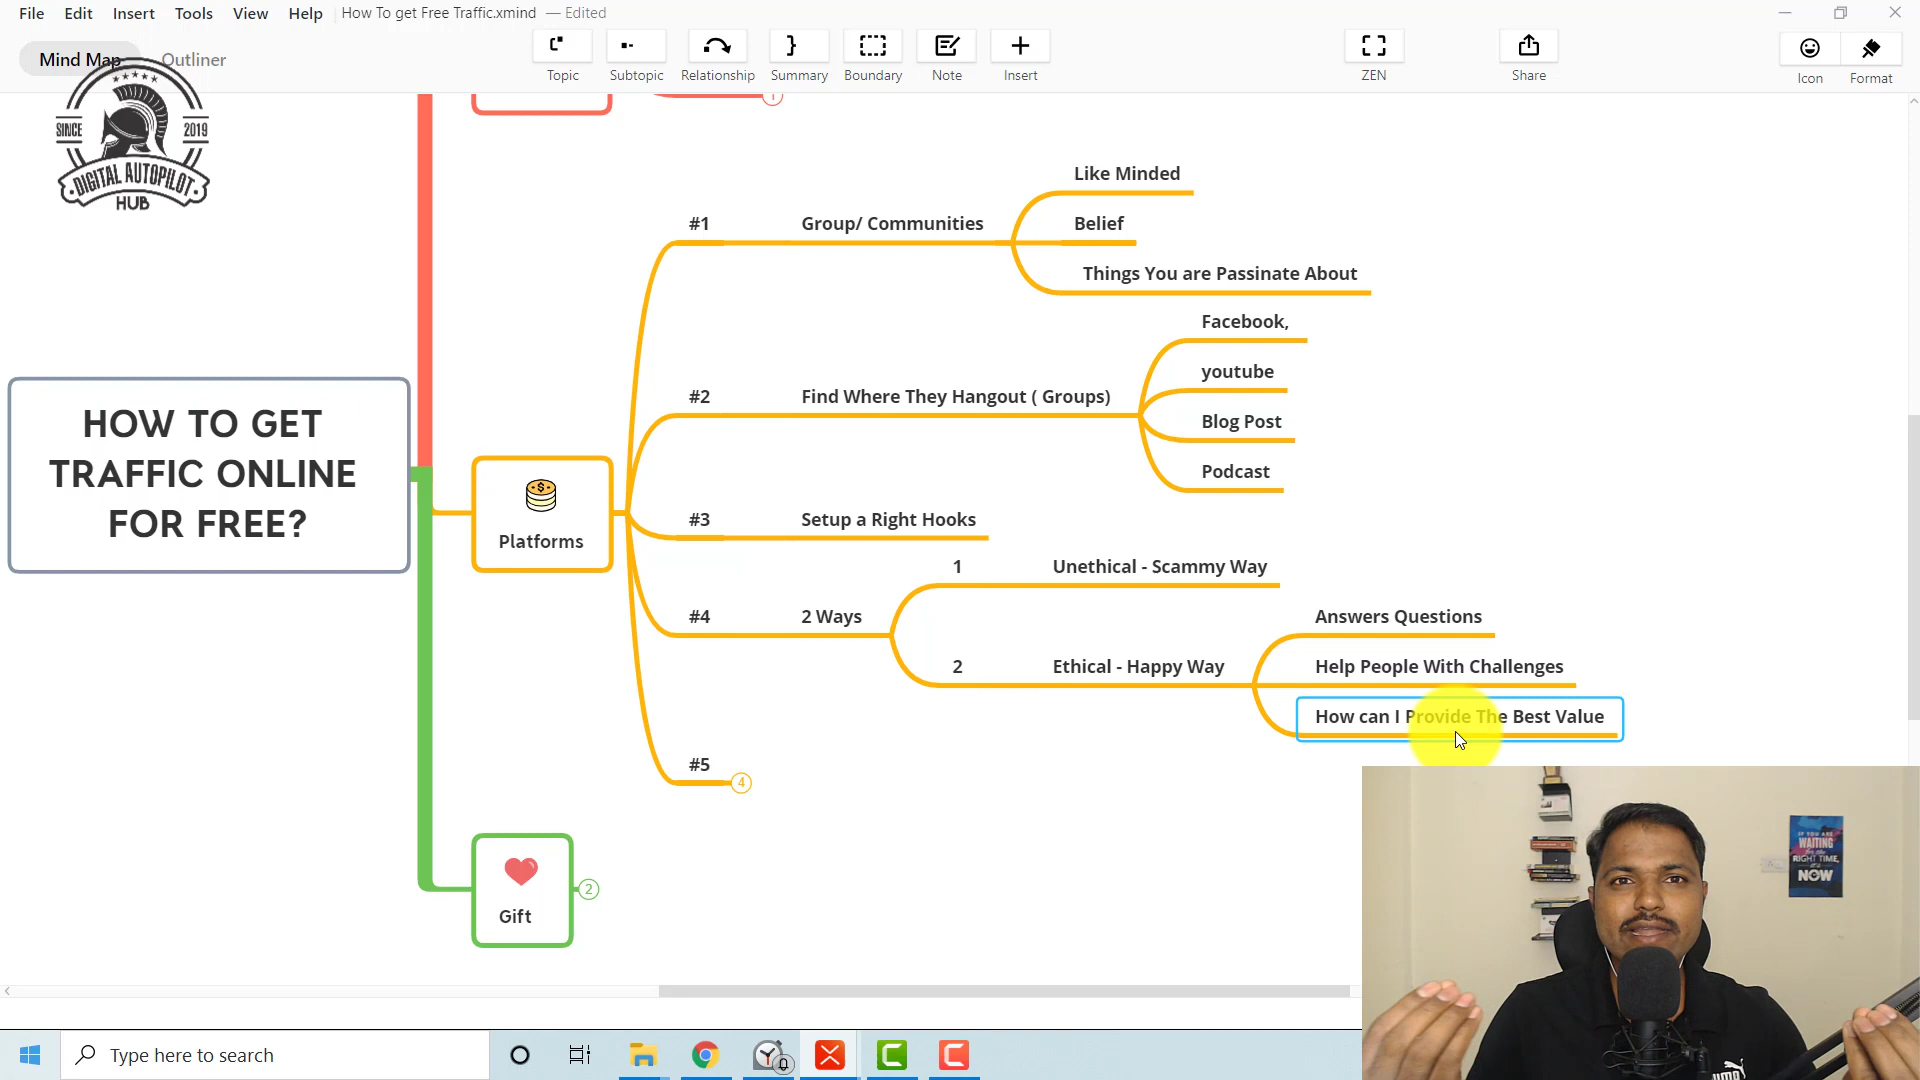 File Edit Insert Tools View Help How To get Free Traffic.xmind — Edited
Mind Map Outliner
Topic Subtopic Relationship Summary Boundary Note Insert ZEN Share Icon Format
SINCE 2019
DIGITAL AUTOPILOT
HUB
1
Like Minded
#1 Group/ Communities Belief
Things You are Passinate About
Facebook,
youtube
#2 Find Where They Hangout ( Groups)
Blog Post
Podcast
HOW TO GET
TRAFFIC ONLINE
FOR FREE?
$
Platforms
#3 Setup a Right Hooks
1 Unethical - Scammy Way
#4 2 Ways
Answers Questions
2 Ethical - Happy Way Help People With Challenges
How can I Provide The Best Value
#5 4
Gift 2
IF YOU ARE
WAITING
for the
RIGHT TIME,
it's
NOW
PUMA
Type here to search